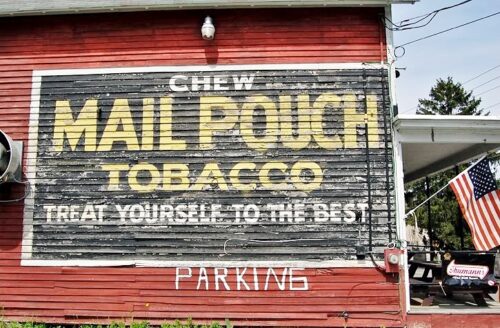 CHEW
MAIL POUCH
TOBACCO
TREAT YOURSELF TO THE BEST
PARKING